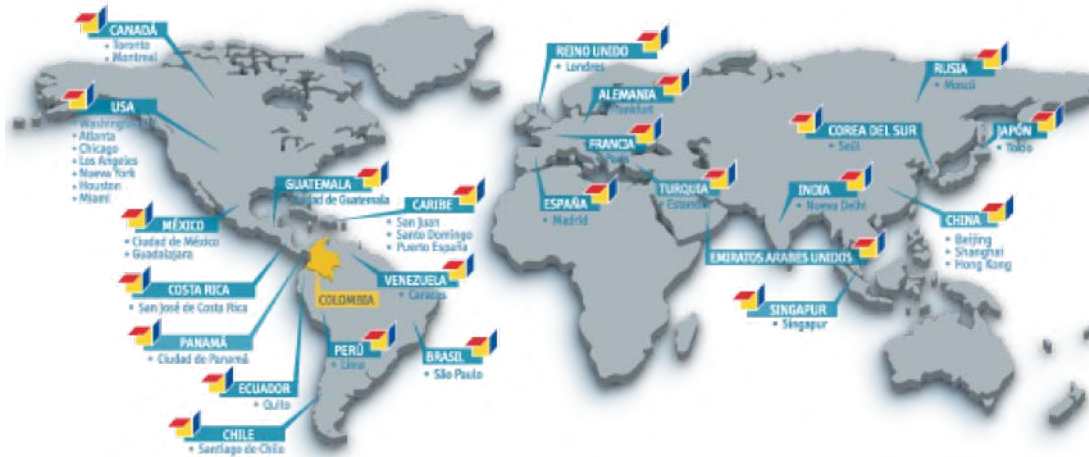 CANADÁ
• Toronto
• Montreal
USA
• Washington
• Atlanta
• Chicago
• Los Angeles
• Nueva York
• Houston
• Miami
GUATEMALA
Ciudad de Guatemala
CARIBE
• San Juan
• Santo Domingo
• Puerto España
MÉXICO
• Ciudad de México
• Guadalajara
COSTA RICA
• San José de Costa Rica
VENEZUELA
• Caracas
COLOMBIA
PANAMÁ
• Ciudad de Panamá
PERÚ
• Lima
BRASIL
• São Paulo
ECUADOR
• Quito
CHILE
• Santiago de Chile
REINO UNIDO
• Londres
ALEMANIA
Frankfurt
FRANCIA
ESPAÑA
• Madrid
TURQUIA
• Estambul
RUSIA
• Moscú
COREA DEL SUR
• Seúl
JAPÓN
• Tokio
INDIA
• Nueva Delhi
CHINA
• Beijing
• Shanghai
• Hong Kong
EMIRATOS ARABES UNIDOS
SINGAPUR
• Singapur